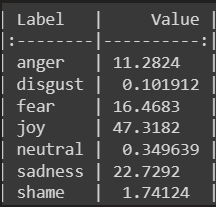 | Label    |     Value |
|:--------|----------:|
| anger    | 11.2824   |
| disgust  |  0.101912 |
| fear     | 16.4683   |
| joy      | 47.3182   |
| neutral  |  0.349639 |
| sadness  | 22.7292   |
| shame    |  1.74124  |